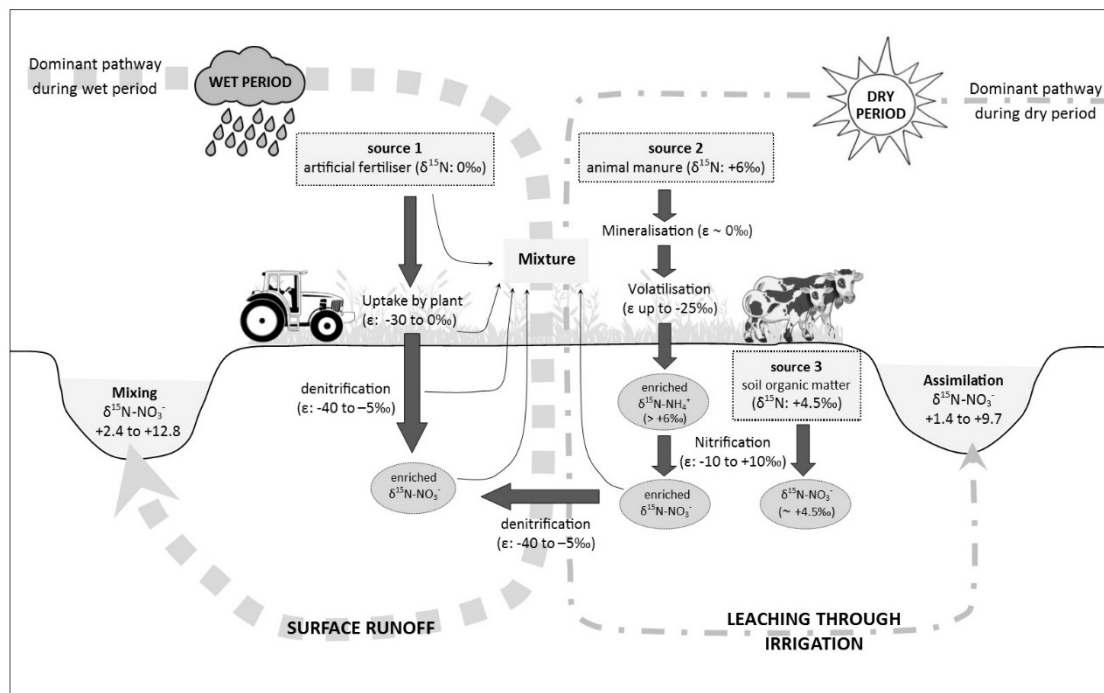 Dominant pathway
during wet period
WET PERIOD
DRY
PERIOD
Dominant pathway
during dry period
source 1
artificial fertiliser (δ¹⁵N: 0‰)
source 2
animal manure (δ¹⁵N: +6‰)
Mineralisation (ε ~ 0‰)
Mixture
Volatilisation
(ε up to -25‰)
Uptake by plant
(ε: -30 to 0‰)
source 3
soil organic matter
(δ¹⁵N: +4.5‰)
Mixing
δ¹⁵N-NO₃⁻
+2.4 to +12.8
denitrification
(ε: -40 to –5‰)
enriched
δ¹⁵N-NH₄⁺
(> +6‰)
Assimilation
δ¹⁵N-NO₃⁻
+1.4 to +9.7
Nitrification
(ε: -10 to +10‰)
enriched
δ¹⁵N-NO₃⁻
enriched
δ¹⁵N-NO₃⁻
δ¹⁵N-NO₃⁻
(~ +4.5‰)
denitrification
(ε: -40 to –5‰)
SURFACE RUNOFF
LEACHING THROUGH
IRRIGATION